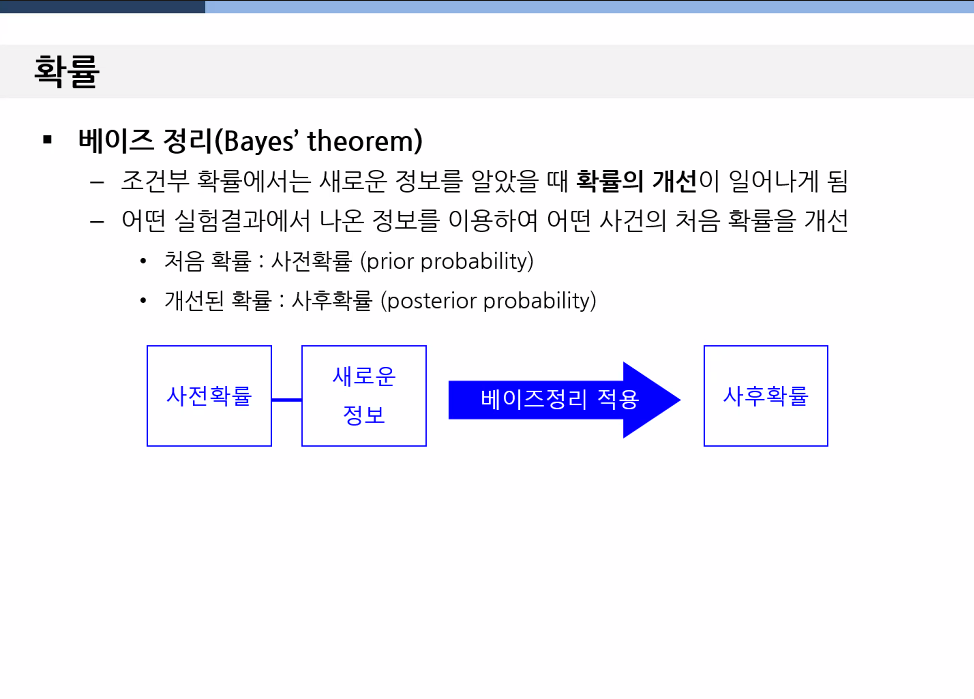 확률
▪ 베이즈 정리(Bayes’ theorem)
– 조건부 확률에서는 새로운 정보를 알았을 때 확률의 개선이 일어나게 됨
– 어떤 실험결과에서 나온 정보를 이용하여 어떤 사건의 처음 확률을 개선
• 처음 확률 : 사전확률 (prior probability)
• 개선된 확률 : 사후확률 (posterior probability)
사전확률
새로운
정보
베이즈정리 적용
사후확률